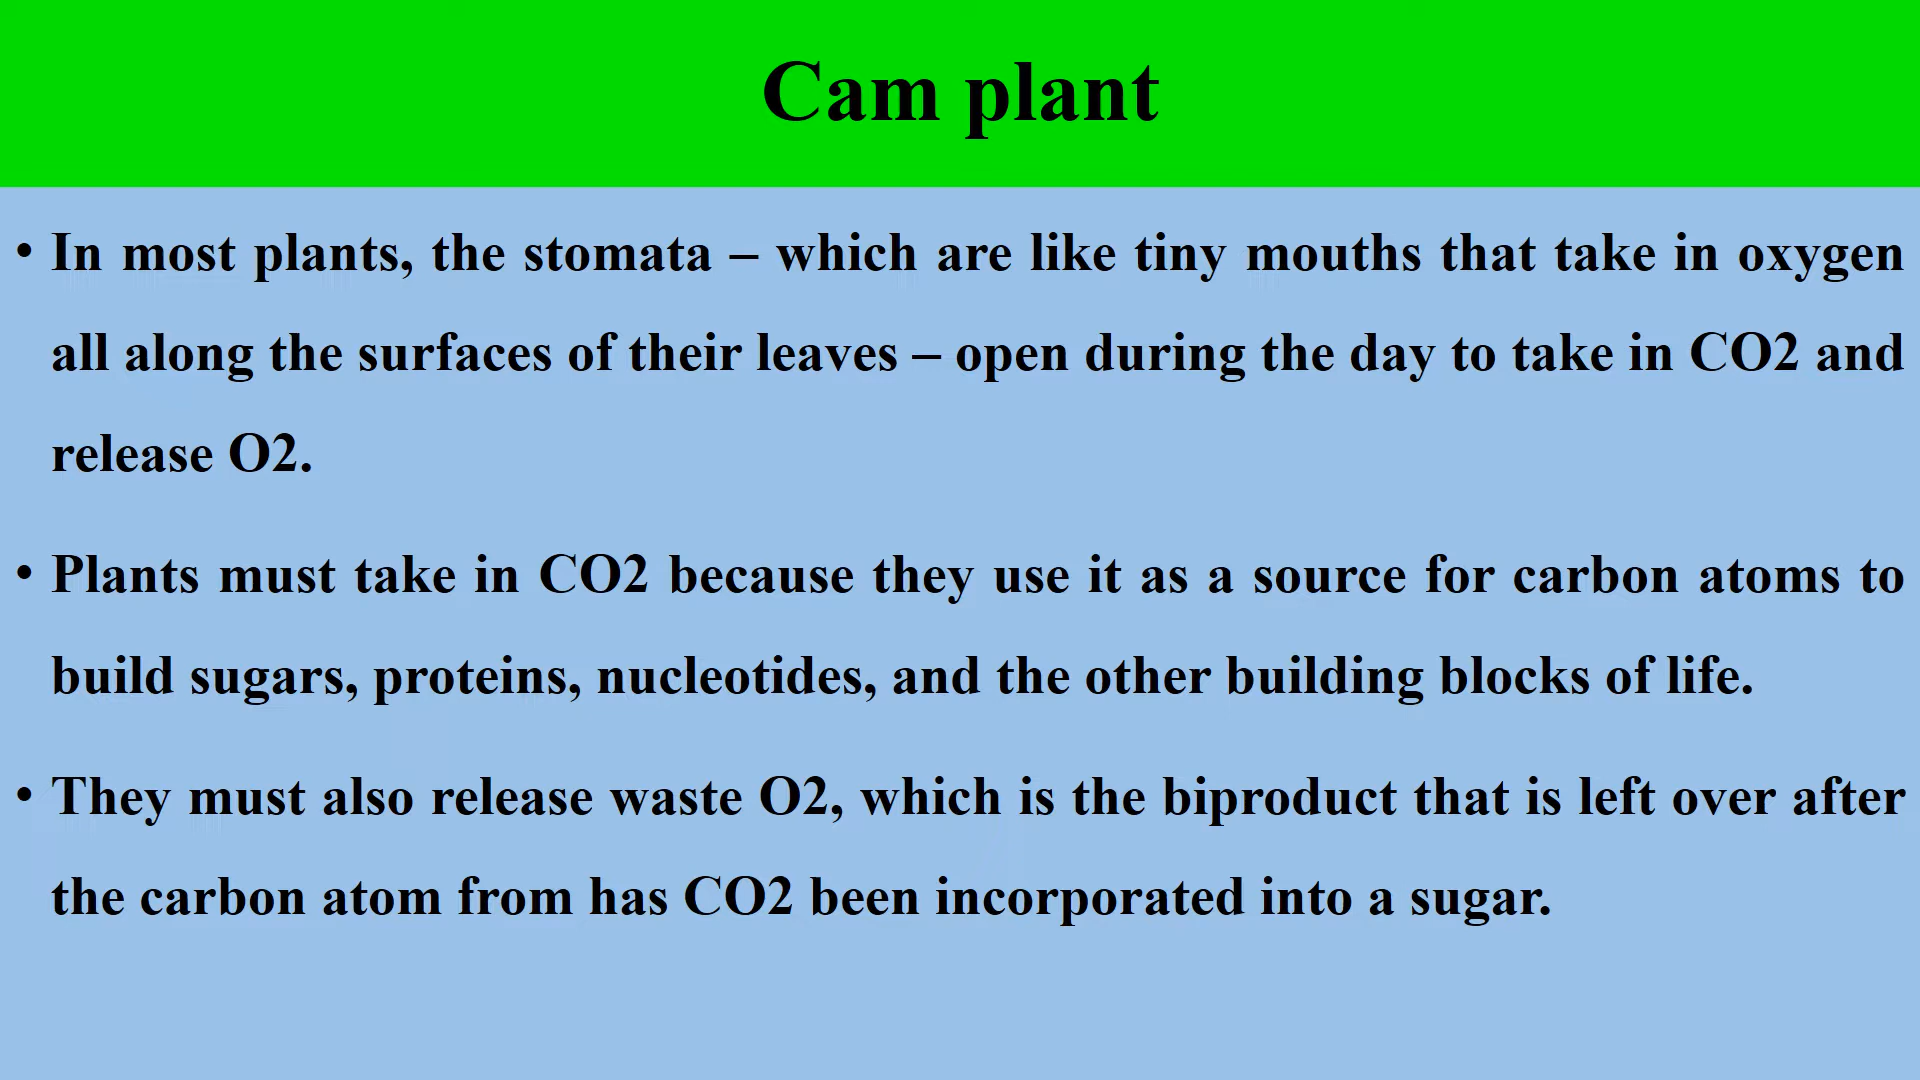 Cam plant
• In most plants, the stomata – which are like tiny mouths that take in oxygen
all along the surfaces of their leaves – open during the day to take in CO2 and
release O2.
• Plants must take in CO2 because they use it as a source for carbon atoms to
build sugars, proteins, nucleotides, and the other building blocks of life.
• They must also release waste O2, which is the biproduct that is left over after
the carbon atom from has CO2 been incorporated into a sugar.